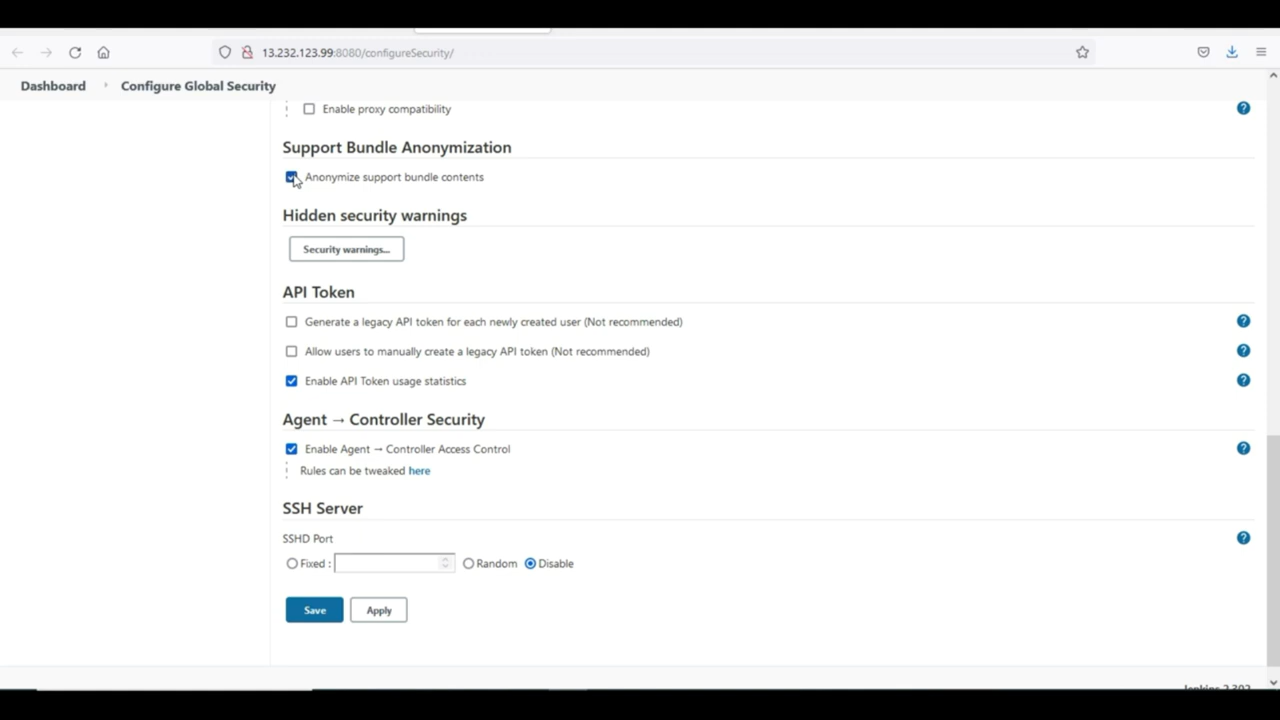 13.232.123.99:8080/configureSecurity/
Dashboard Configure Global Security
Enable proxy compatibility
Support Bundle Anonymization
Anonymize support bundle contents
Hidden security warnings
Security warnings...
API Token
Generate a legacy API token for each newly created user (Not recommended)
Allow users to manually create a legacy API token (Not recommended)
Enable API Token usage statistics
Agent → Controller Security
Enable Agent → Controller Access Control
Rules can be tweaked here
SSH Server
SSHD Port
Fixed : Random Disable
Save Apply